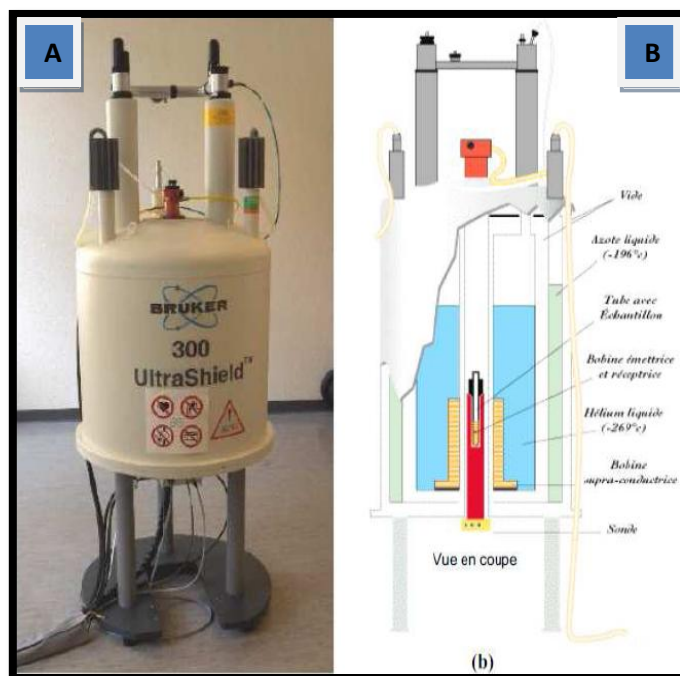 A
BRUKER
300
UltraShield™
B
Vide
Azote liquide
(-196°c)
Tube avec
Échantillon
Bobine émettrice
et réceptrice
Hélium liquide
(-269°c)
Bobine
supra-conductrice
Sonde
Vue en coupe
(b)